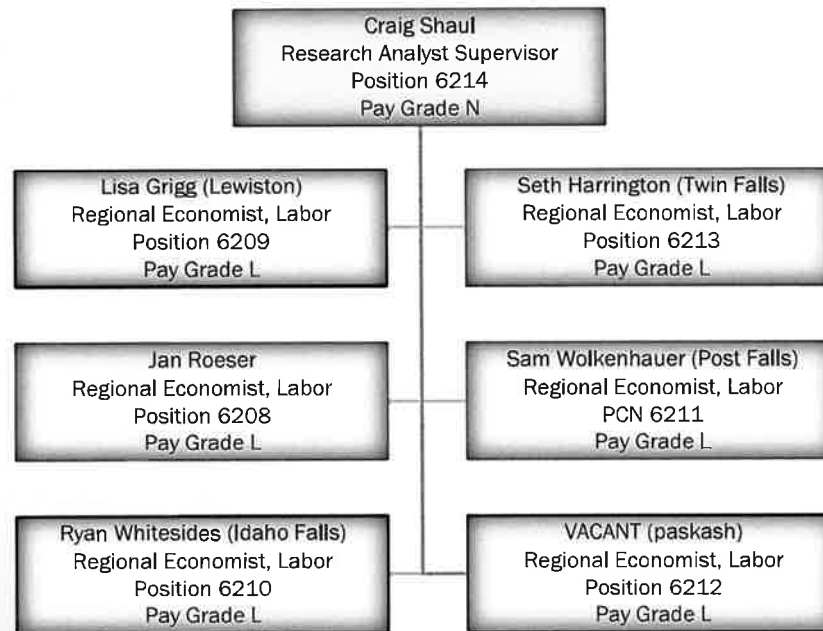 Craig Shaul
Research Analyst Supervisor
Position 6214
Pay Grade N
Lisa Grigg (Lewiston)
Regional Economist, Labor
Position 6209
Pay Grade L
Seth Harrington (Twin Falls)
Regional Economist, Labor
Position 6213
Pay Grade L
Jan Roeser
Regional Economist, Labor
Position 6208
Pay Grade L
Sam Wolkenhauer (Post Falls)
Regional Economist, Labor
PCN 6211
Pay Grade L
Ryan Whitesides (Idaho Falls)
Regional Economist, Labor
Position 6210
Pay Grade L
VACANT (paskash)
Regional Economist, Labor
Position 6212
Pay Grade L